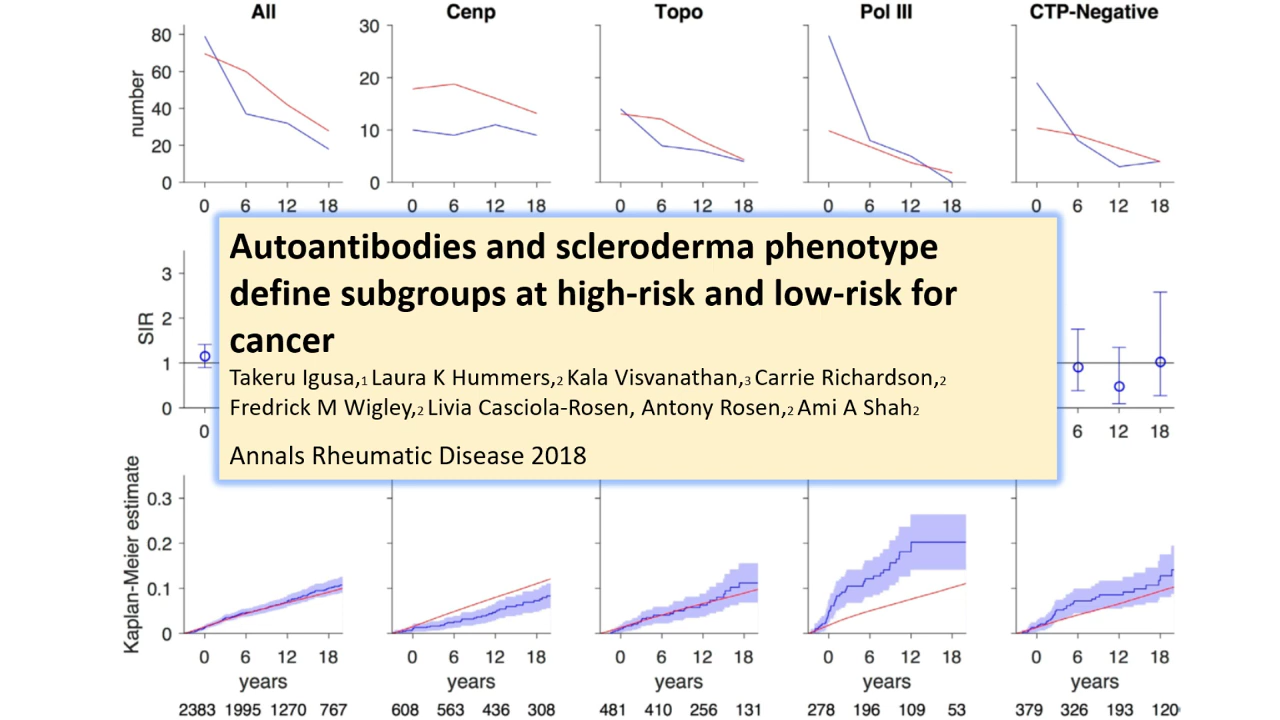 All Cenp Topo Pol III CTP-Negative
number
80 30
60
20
40
10
20
0 0
0 6 12 18 0 6 12 18 0 6 12 18 0 6 12 18 0 6 12 18
Autoantibodies and scleroderma phenotype
define subgroups at high-risk and low-risk for
cancer
Takeru Igusa,1 Laura K Hummers,2 Kala Visvanathan,3 Carrie Richardson,2
Fredrick M Wigley,2 Livia Casciola-Rosen, Antony Rosen,2 Ami A Shah2
Annals Rheumatic Disease 2018
SIR
3
2
1
0
0 6 12 18
Kaplan-Meier estimate
0.3
0.2
0.1
0
0 6 12 18 0 6 12 18 0 6 12 18 0 6 12 18 0 6 12 18
years years years years years
2383 1995 1270 767 608 563 436 308 481 410 256 131 278 196 109 53 379 326 193 120